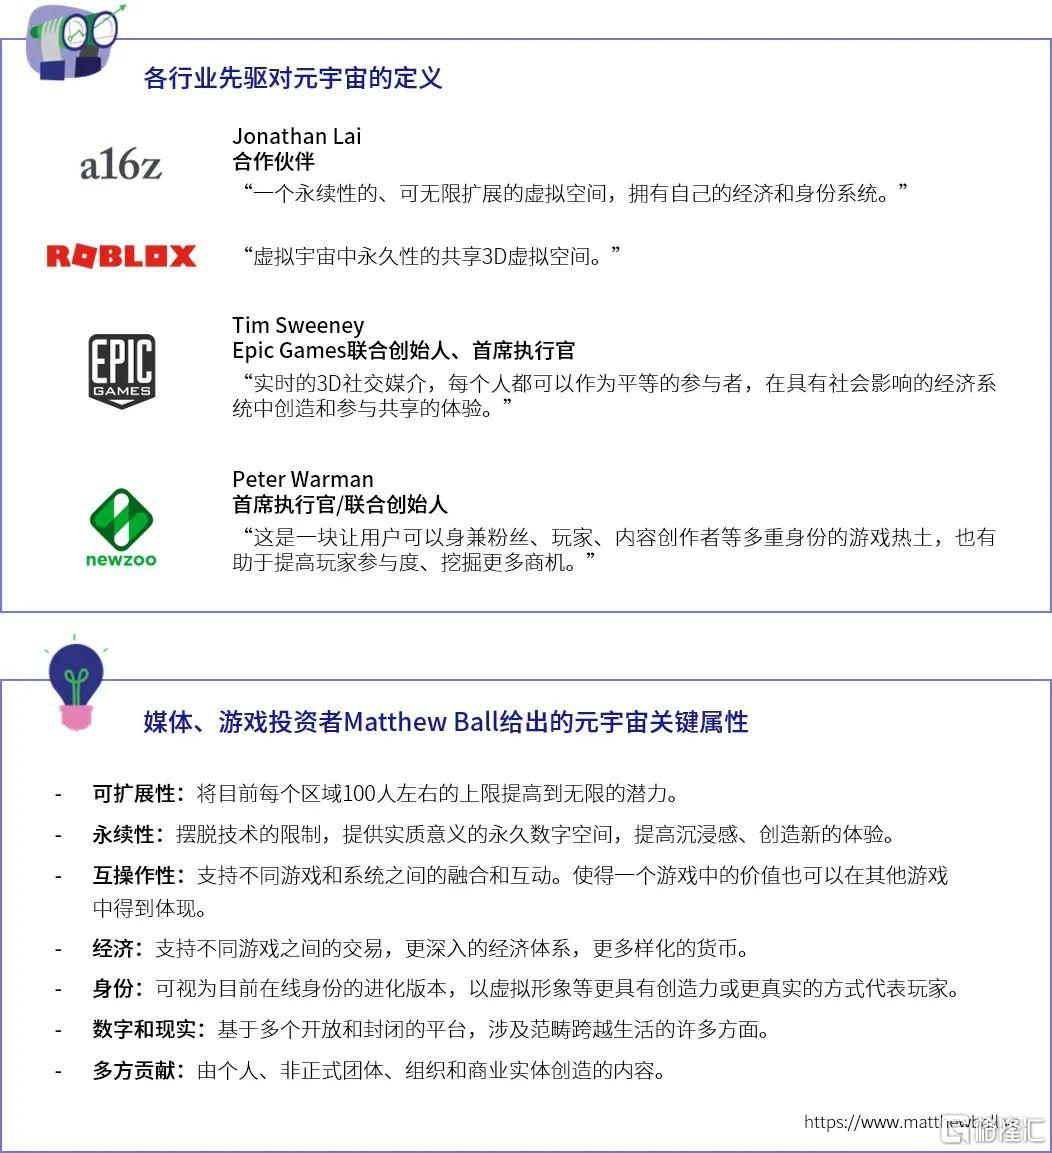 各行业先驱对元宇宙的定义
a16z
Jonathan Lai
合作伙伴
“一个永续性的、可无限扩展的虚拟空间，拥有自己的经济和身份系统。”
ROBLOX
“虚拟宇宙中永久性的共享3D虚拟空间。”
EPIC
GAMES
Tim Sweeney
Epic Games联合创始人、首席执行官
“实时的3D社交媒介，每个人都可以作为平等的参与者，在具有社会影响的经济系
统中创造和参与共享的体验。”
newzoo
Peter Warman
首席执行官/联合创始人
“这是一块让用户可以身兼粉丝、玩家、内容创作者等多重身份的游戏热土，也有
助于提高玩家参与度、挖掘更多商机。”
媒体、游戏投资者Matthew Ball给出的元宇宙关键属性
- 可扩展性：将目前每个区域100人左右的上限提高到无限的潜力。
- 永续性：摆脱技术的限制，提供实质意义的永久数字空间，提高沉浸感、创造新的体验。
- 互操作性：支持不同游戏和系统之间的融合和互动。使得一个游戏中的价值也可以在其他游戏
中得到体现。
- 经济：支持不同游戏之间的交易，更深入的经济体系，更多样化的货币。
- 身份：可视为目前在线身份的进化版本，以虚拟形象等更具有创造力或更真实的方式代表玩家。
- 数字和现实：基于多个开放和封闭的平台，涉及范畴跨越生活的许多方面。
- 多方贡献：由个人、非正式团体、组织和商业实体创造的内容。
https://www.matthewball
格隆汇